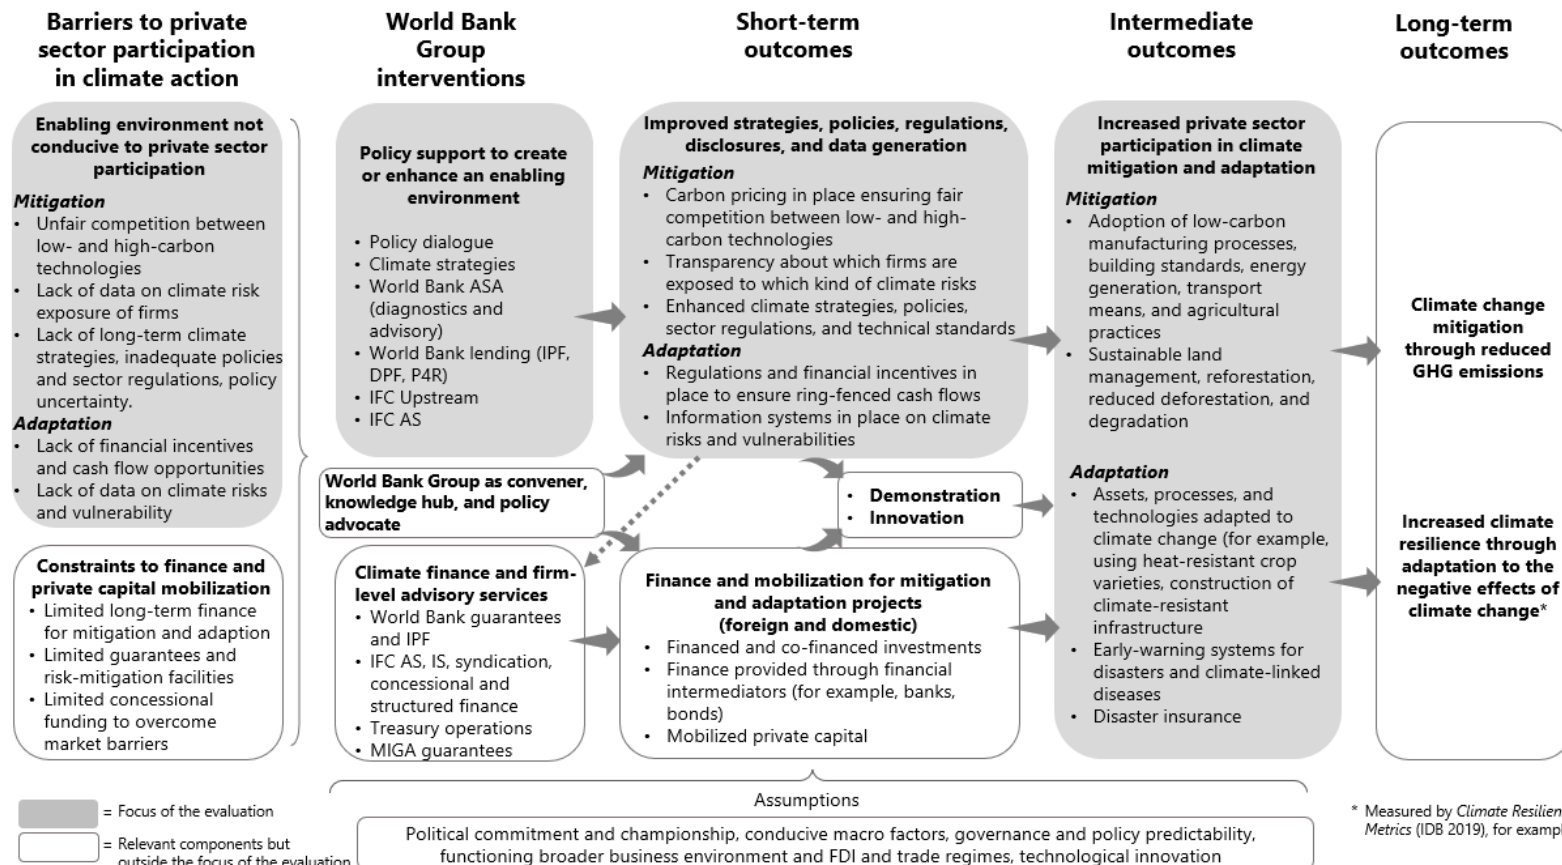 Barriers to private
sector participation
in climate action
World Bank
Group
interventions
Short-term
outcomes
Intermediate
outcomes
Long-term
outcomes
Enabling environment not
conducive to private sector
participation
Mitigation
• Unfair competition between
low- and high-carbon
technologies
• Lack of data on climate risk
exposure of firms
• Lack of long-term climate
strategies, inadequate policies
and sector regulations, policy
uncertainty.
Adaptation
• Lack of financial incentives
and cash flow opportunities
• Lack of data on climate risks
and vulnerability
Constraints to finance and
private capital mobilization
• Limited long-term finance
for mitigation and adaption
• Limited guarantees and
risk-mitigation facilities
• Limited concessional
funding to overcome
market barriers
Policy support to create
or enhance an enabling
environment
• Policy dialogue
• Climate strategies
• World Bank ASA
(diagnostics and
advisory)
• World Bank lending (IPF,
DPF, P4R)
• IFC Upstream
• IFC AS
World Bank Group as convener,
knowledge hub, and policy
advocate
Climate finance and firm-
level advisory services
• World Bank guarantees
and IPF
• IFC AS, IS, syndication,
concessional and
structured finance
• Treasury operations
• MIGA guarantees
Improved strategies, policies, regulations,
disclosures, and data generation
Mitigation
• Carbon pricing in place ensuring fair
competition between low- and high-
carbon technologies
• Transparency about which firms are
exposed to which kind of climate risks
• Enhanced climate strategies, policies,
sector regulations, and technical standards
Adaptation
• Regulations and financial incentives in
place to ensure ring-fenced cash flows
• Information systems in place on climate
risks and vulnerabilities
• Demonstration
• Innovation
Finance and mobilization for mitigation
and adaptation projects
(foreign and domestic)
• Financed and co-financed investments
• Finance provided through financial
intermediators (for example, banks,
bonds)
• Mobilized private capital
Increased private sector
participation in climate
mitigation and adaptation
Mitigation
• Adoption of low-carbon
manufacturing processes,
building standards, energy
generation, transport
means, and agricultural
practices
• Sustainable land
management, reforestation,
reduced deforestation, and
degradation
Adaptation
• Assets, processes, and
technologies adapted to
climate change (for example,
using heat-resistant crop
varieties, construction of
climate-resistant
infrastructure
• Early-warning systems for
disasters and climate-linked
diseases
• Disaster insurance
Climate change
mitigation
through reduced
GHG emissions
Increased climate
resilience through
adaptation to the
negative effects of
climate change*
= Focus of the evaluation
= Relevant components but
outside the focus of the evaluation
Assumptions
Political commitment and championship, conducive macro factors, governance and policy predictability,
functioning broader business environment and FDI and trade regimes, technological innovation
* Measured by Climate Resilien
Metrics (IDB 2019), for exampl